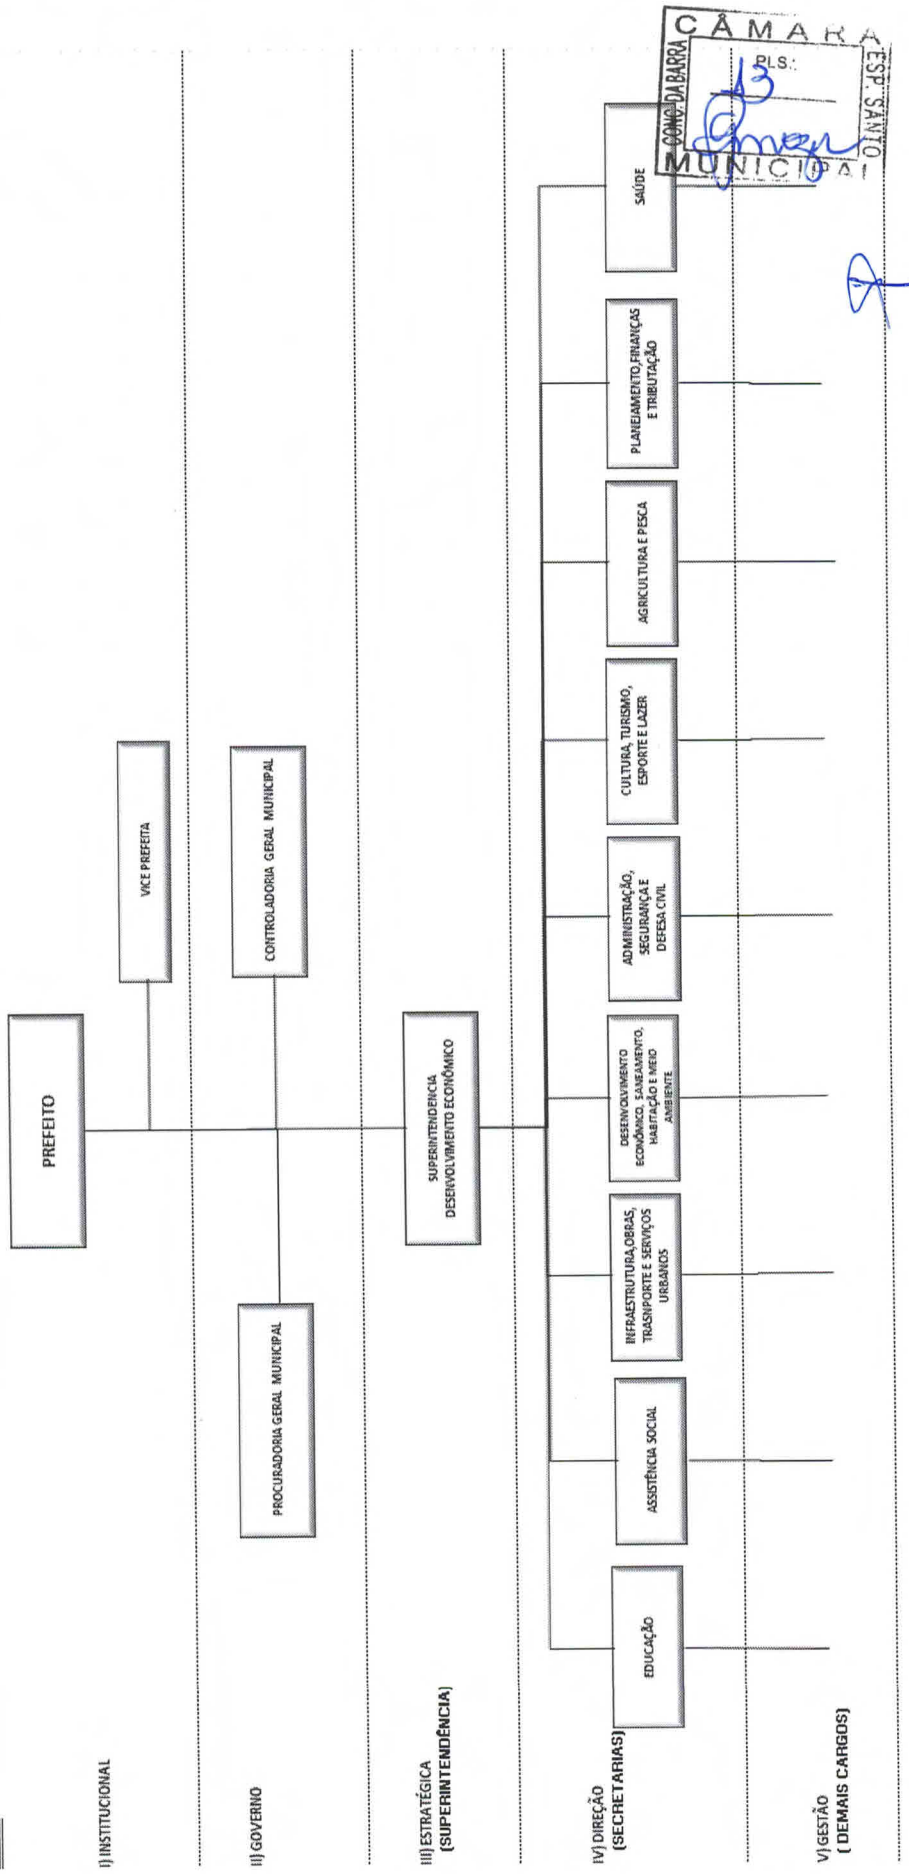 PREFEITO
I) INSTITUCIONAL
VICE PREFEITA
II) GOVERNO
PROCURADORIA GERAL MUNICIPAL
CONTROLADORIA GERAL MUNICIPAL
III) ESTRATÉGICA
(SUPERINTENDÊNCIA)
SUPERINTENDENCIA
DESENVOLVIMENTO ECONÔMICO
IV) DIREÇÃO
(SECRETARIAS)
EDUCAÇÃO
ASSISTÊNCIA SOCIAL
INFRAESTRUTURA,OBRAS,
TRASNPORTE E SERVIÇOS
URBANOS
DESENVOLVIMENTO
ECONÔMICO, SANEAMENTO,
HABITAÇÃO E MEIO
AMBIENTE
ADMINISTRAÇÃO,
SEGURANÇA E
DEFESA CIVIL
CULTURA, TURISMO,
ESPORTE E LAZER
AGRICULTURA E PESCA
PLANEJAMENTO,FINANÇAS
E TRIBUTAÇÃO
SAÚDE
V) GESTÃO
( DEMAIS CARGOS)
CÂMARA
CONC. DA BARRA
FLS.:
13
ESP. SANTO
MUNICIPAL